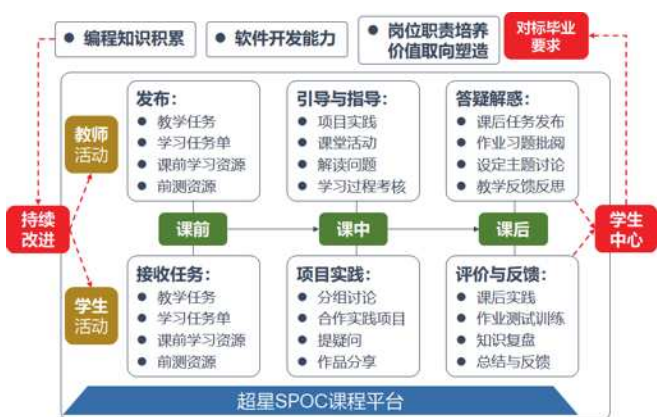 编程知识积累
软件开发能力
岗位职责培养
价值取向塑造
对标毕业
要求
教师
活动
发布：
教学任务
学习任务单
课前学习资源
前测资源
引导与指导：
项目实践
课堂活动
解读问题
学习过程考核
答疑解惑：
课后任务发布
作业习题批阅
设定主题讨论
教学反馈反思
持续
改进
课前
课中
课后
学生
中心
学生
活动
接收任务：
教学任务
学习任务单
课前学习资源
前测资源
项目实践：
分组讨论
合作实践项目
提疑问
作品分享
评价与反馈：
课后实践
作业测试训练
知识复盘
总结与反馈
超星SPOC课程平台